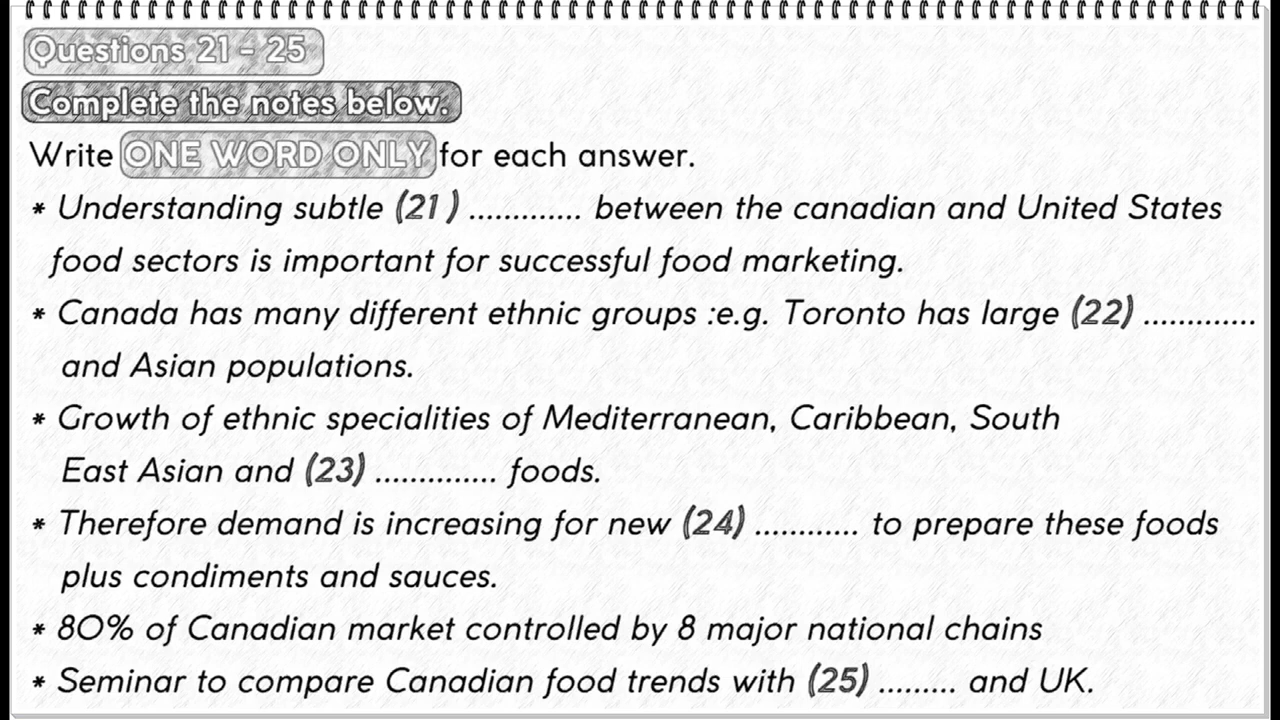 Questions 21 - 25
Complete the notes below.
Write ONE WORD ONLY for each answer.
* Understanding subtle (21 ) ............. between the canadian and United States
food sectors is important for successful food marketing.
* Canada has many different ethnic groups :e.g. Toronto has large (22) .............
and Asian populations.
* Growth of ethnic specialities of Mediterranean, Caribbean, South
East Asian and (23) .............. foods.
* Therefore demand is increasing for new (24) ............ to prepare these foods
plus condiments and sauces.
* 80% of Canadian market controlled by 8 major national chains
* Seminar to compare Canadian food trends with (25) ......... and UK.